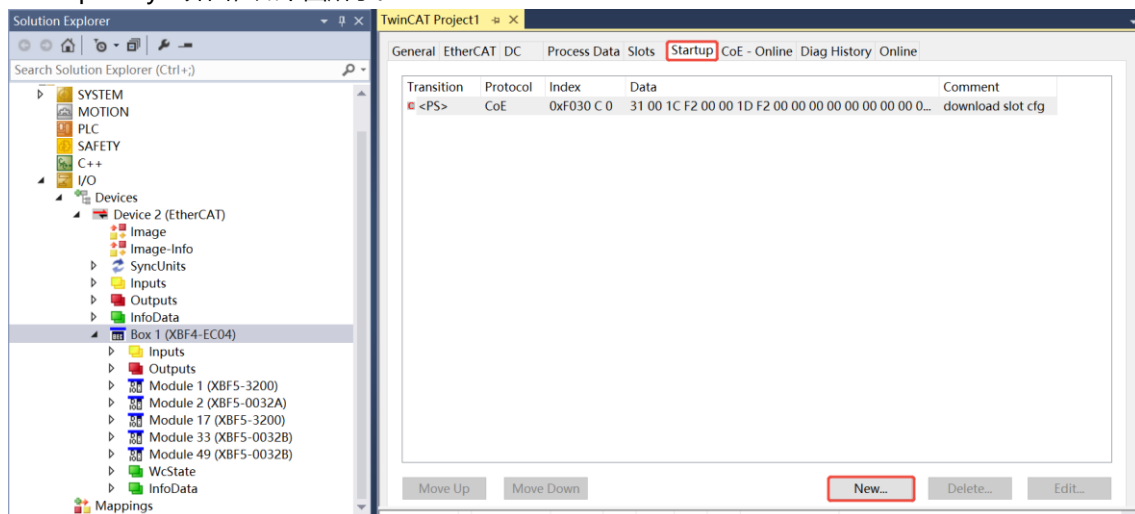 Solution Explorer
Search Solution Explorer (Ctrl+;)
SYSTEM
MOTION
PLC
SAFETY
C++
I/O
Devices
Device 2 (EtherCAT)
Image
Image-Info
SyncUnits
Inputs
Outputs
InfoData
Box 1 (XBF4-EC04)
Inputs
Outputs
Module 1 (XBF5-3200)
Module 2 (XBF5-0032A)
Module 17 (XBF5-3200)
Module 33 (XBF5-0032B)
Module 49 (XBF5-0032B)
WcState
InfoData
Mappings
TwinCAT Project1
General EtherCAT DC Process Data Slots Startup CoE - Online Diag History Online
Transition Protocol Index Data Comment
C <PS> CoE 0xF030 C 0 31 00 1C F2 00 00 1D F2 00 00 00 00 00 00 00 0... download slot cfg
Move Up Move Down New... Delete... Edit...